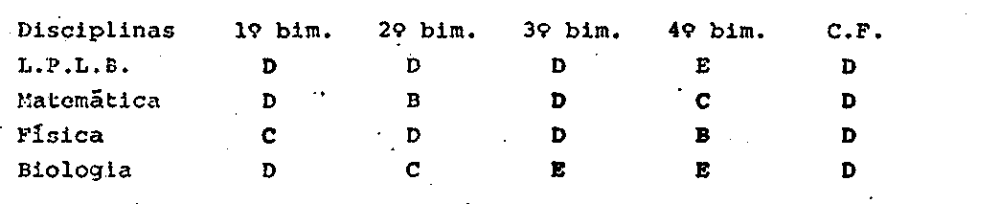 Disciplinas 1º bim. 2º bim. 3º bim. 4º bim. C.F.
L.P.L.B. D D D E D
Matemática D B D C D
Física C D D B D
Biologia D C E E D